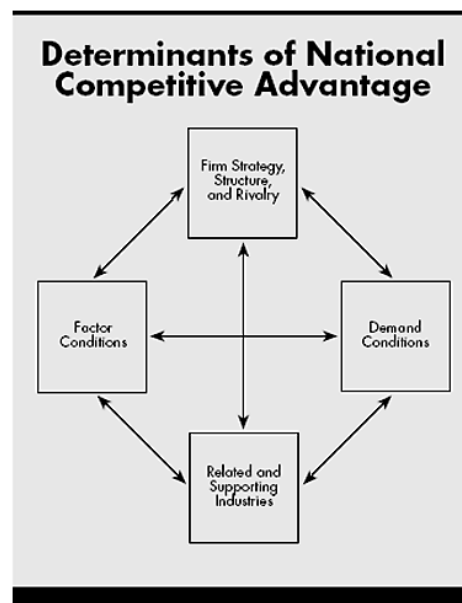 Determinants of National
Competitive Advantage
Firm Strategy,
Structure,
and Rivalry
Factor
Conditions
Demand
Conditions
Related and
Supporting
Industries